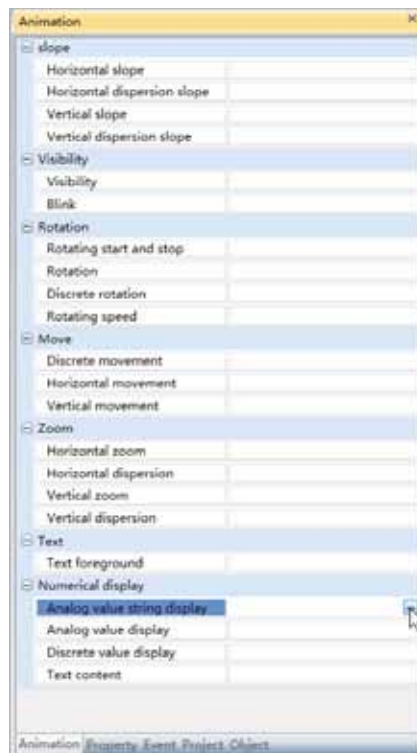 Animation
slope
Horizontal slope
Horizontal dispersion slope
Vertical slope
Vertical dispersion slope
Visibility
Visibility
Blink
Rotation
Rotating start and stop
Rotation
Discrete rotation
Rotating speed
Move
Discrete movement
Horizontal movement
Vertical movement
Zoom
Horizontal zoom
Horizontal dispersion
Vertical zoom
Vertical dispersion
Text
Text foreground
Numerical display
Analog value string display
Analog value display
Discrete value display
Text content
Animation Property Event Project Object